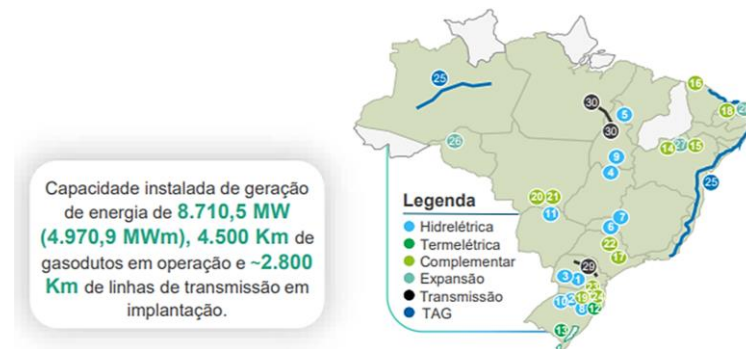 Capacidade instalada de geração
de energia de 8.710,5 MW
(4.970,9 MWm), 4.500 Km de
gasodutos em operação e ~2.800
Km de linhas de transmissão em
implantação.
16
25
18
30
5
30
26
27
14
15
9
4
25
Legenda
20 21
Hidrelétrica
11
7
6
Termelétrica
22
Complementar
17
Expansão
29
Transmissão
3 1
TAG
10
19
8
12
13